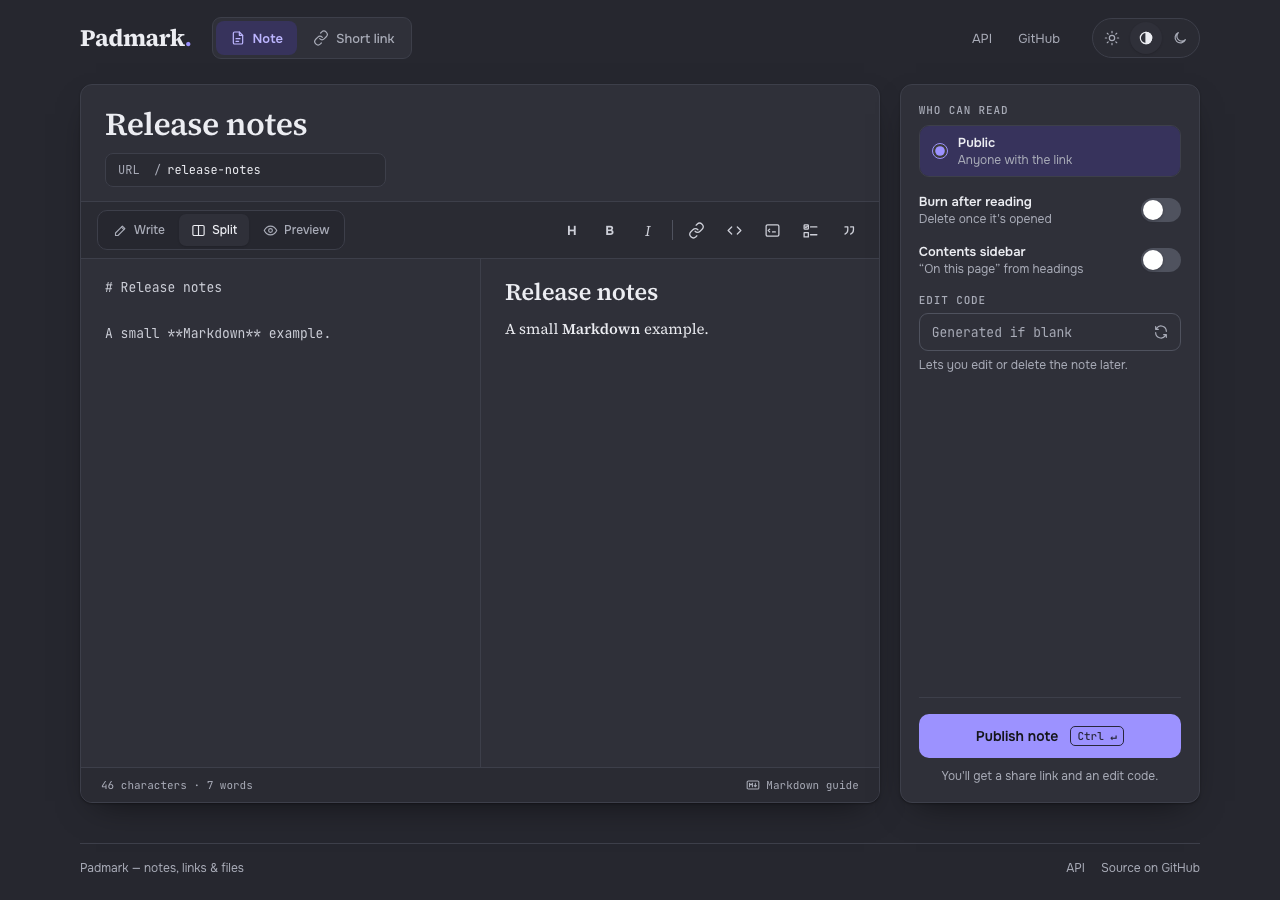 Padmark.
Note
Short link
API
GitHub
Release notes
URL / release-notes
Write
Split
Preview
H
B
I
# Release notes
A small **Markdown** example.
Release notes
A small Markdown example.
46 characters · 7 words
Markdown guide
WHO CAN READ
Public
Anyone with the link
Burn after reading
Delete once it's opened
Contents sidebar
“On this page” from headings
EDIT CODE
Generated if blank
Lets you edit or delete the note later.
Publish note Ctrl ↵
You'll get a share link and an edit code.
Padmark — notes, links & files
API
Source on GitHub